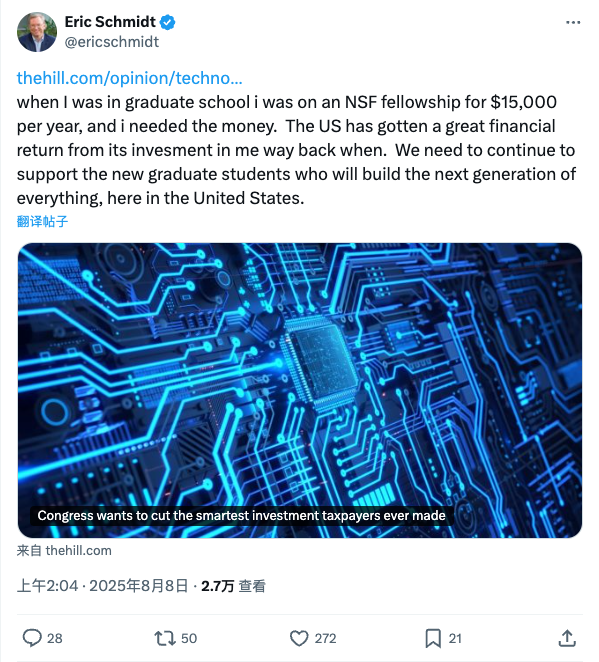 Eric Schmidt
@ericschmidt
thehill.com/opinion/techno...
when I was in graduate school i was on an NSF fellowship for $15,000
per year, and i needed the money.  The US has gotten a great financial
return from its invesment in me way back when.  We need to continue to
support the new graduate students who will build the next generation of
everything, here in the United States.
翻译帖子
Congress wants to cut the smartest investment taxpayers ever made
来自 thehill.com
上午2:04 · 2025年8月8日 · 2.7万 查看
28 50 272 21